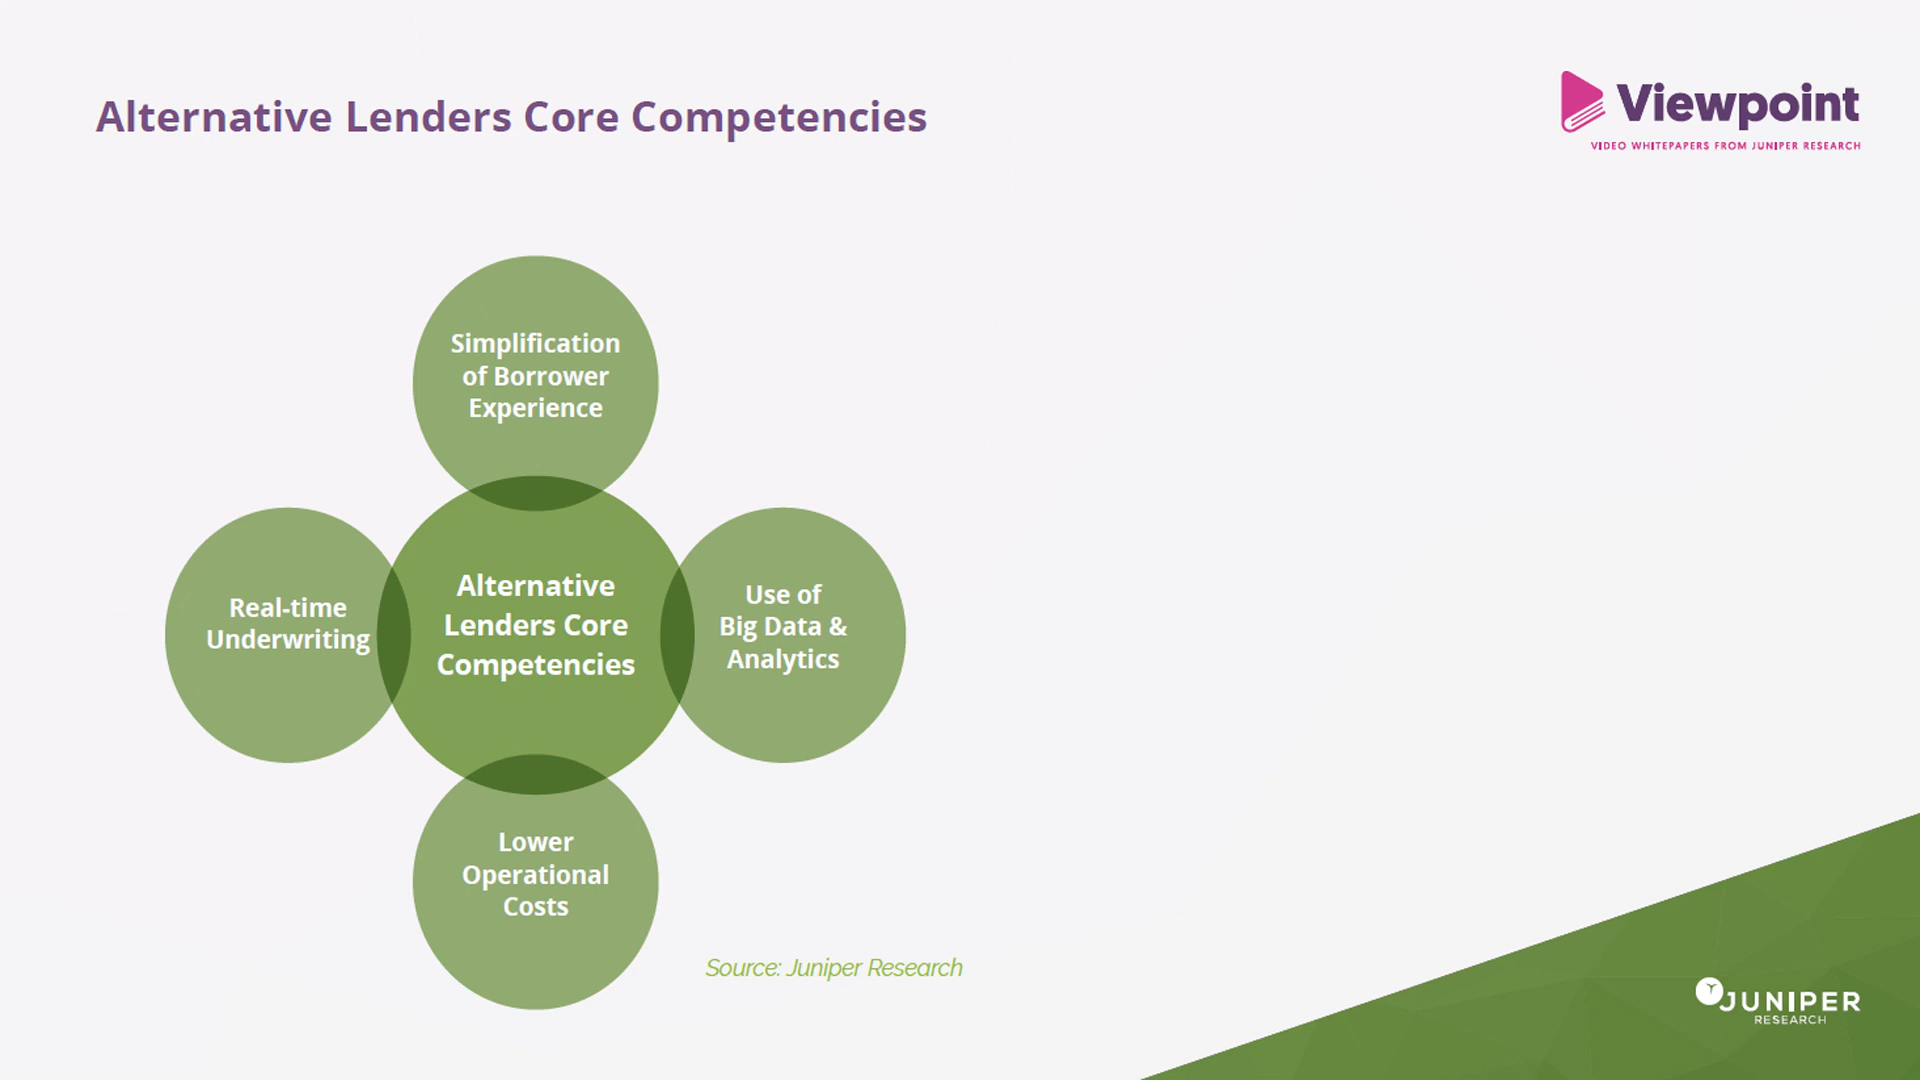 Alternative Lenders Core Competencies
Viewpoint
VIDEO WHITEPAPERS FROM JUNIPER RESEARCH
Simplification
of Borrower
Experience
Real-time
Underwriting
Alternative
Lenders Core
Competencies
Use of
Big Data &
Analytics
Lower
Operational
Costs
Source: Juniper Research
JUNIPER
RESEARCH